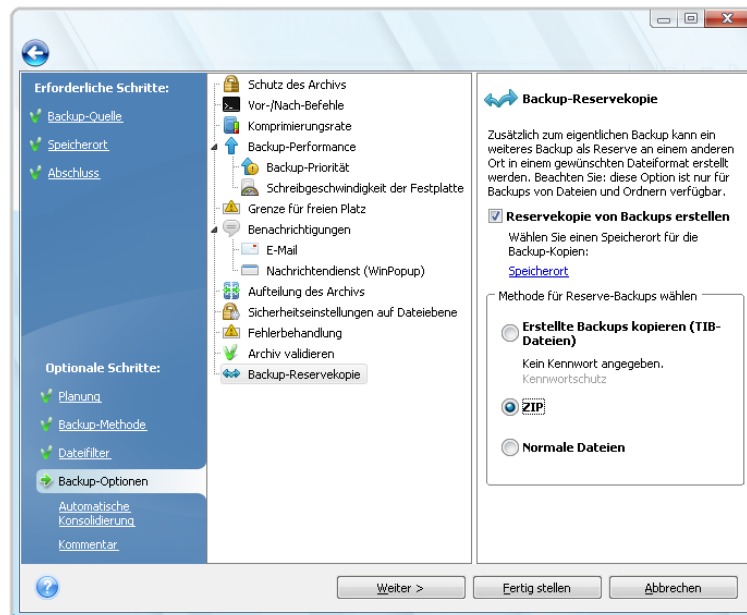 Erforderliche Schritte:
Backup-Quelle
Speicherort
Abschluss
Optionale Schritte:
Planung
Backup-Methode
Dateifilter
Backup-Optionen
Automatische
Konsolidierung
Kommentar
Schutz des Archivs
Vor-/Nach-Befehle
Komprimierungsrate
Backup-Performance
Backup-Priorität
Schreibgeschwindigkeit der Festplatte
Grenze für freien Platz
Benachrichtigungen
E-Mail
Nachrichtendienst (WinPopup)
Aufteilung des Archivs
Sicherheitseinstellungen auf Dateiebene
Fehlerbehandlung
Archiv validieren
Backup-Reservekopie
Backup-Reservekopie
Zusätzlich zum eigentlichen Backup kann ein
weiteres Backup als Reserve an einem anderen
Ort in einem gewünschten Dateiformat erstellt
werden. Beachten Sie: diese Option ist nur für
Backups von Dateien und Ordnern verfügbar.
Reservekopie von Backups erstellen
Wählen Sie einen Speicherort für die
Backup-Kopien:
Speicherort
Methode für Reserve-Backups wählen
Erstellte Backups kopieren (TIB-
Dateien)
Kein Kennwort angegeben.
Kennwortschutz
ZIP
Normale Dateien
Weiter >
Fertig stellen
Abbrechen